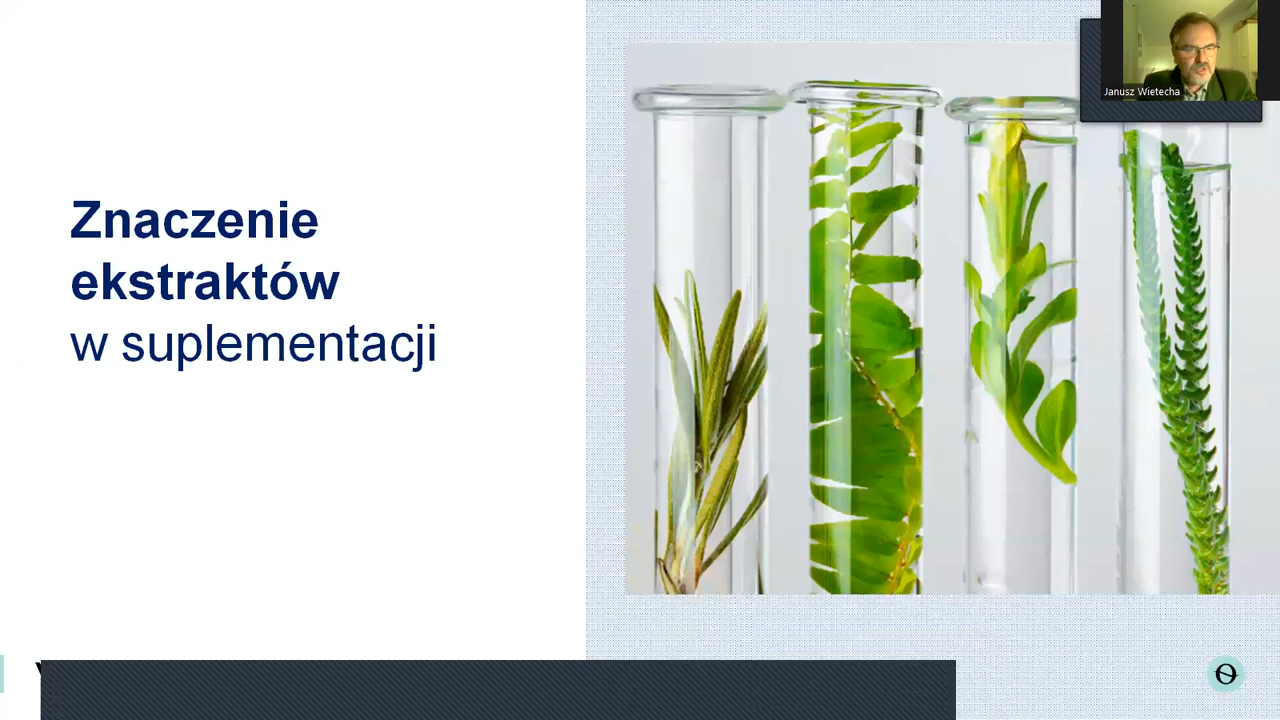 Znaczenie
ekstraktów
w suplementacji
Janusz Wietecha